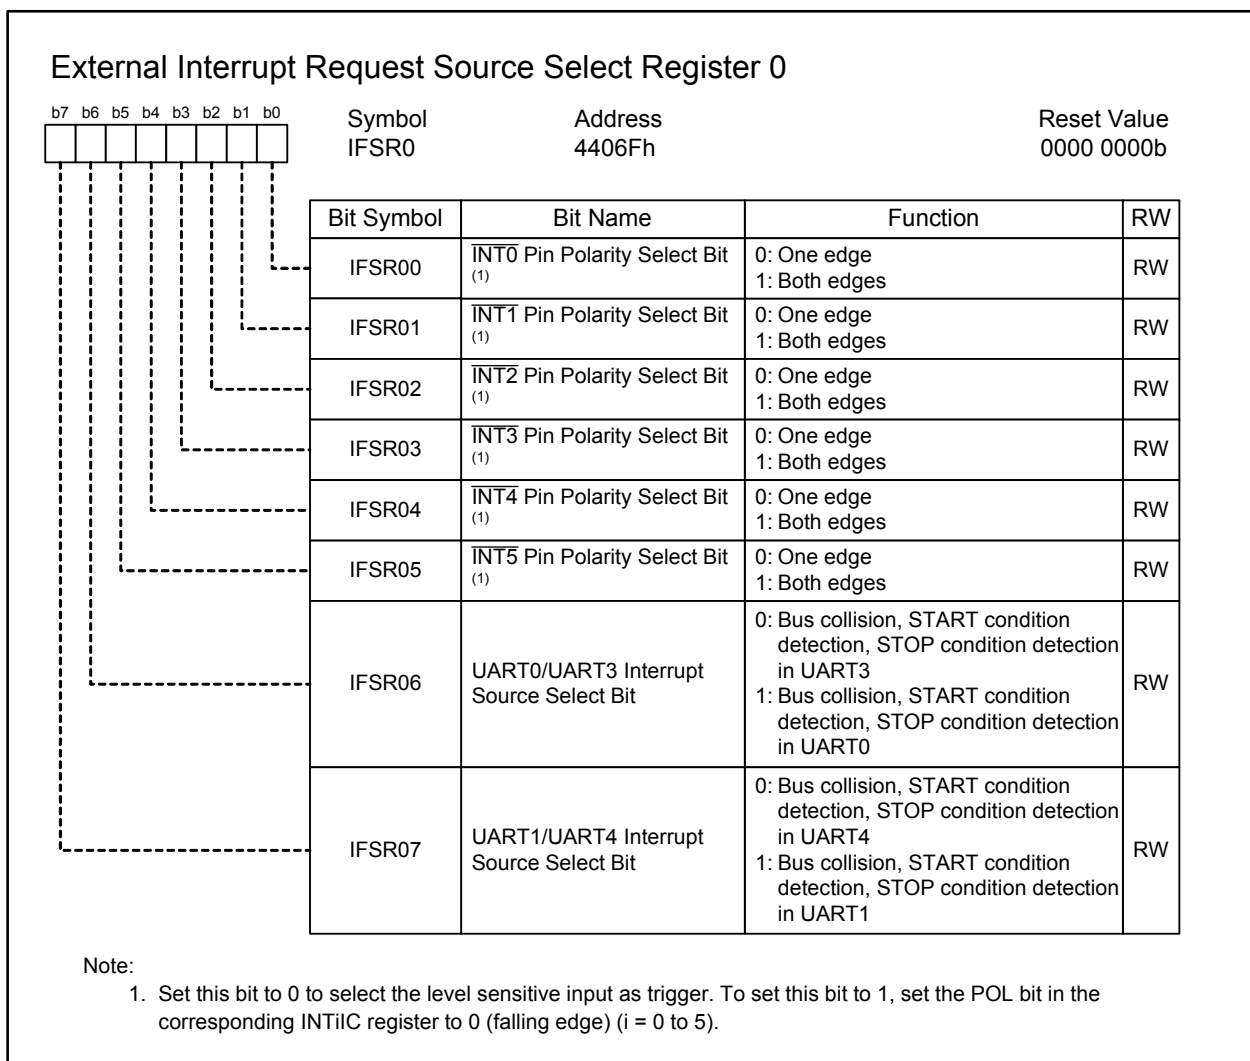 External Interrupt Request Source Select Register 0
b7 b6 b5 b4 b3 b2 b1 b0
Symbol Address Reset Value
IFSR0 4406Fh 0000 0000b
Bit Symbol Bit Name Function RW
IFSR00 INT0 Pin Polarity Select Bit (1) 0: One edge
1: Both edges RW
IFSR01 INT1 Pin Polarity Select Bit (1) 0: One edge
1: Both edges RW
IFSR02 INT2 Pin Polarity Select Bit (1) 0: One edge
1: Both edges RW
IFSR03 INT3 Pin Polarity Select Bit (1) 0: One edge
1: Both edges RW
IFSR04 INT4 Pin Polarity Select Bit (1) 0: One edge
1: Both edges RW
IFSR05 INT5 Pin Polarity Select Bit (1) 0: One edge
1: Both edges RW
IFSR06
UART0/UART3 Interrupt
Source Select Bit
0: Bus collision, START condition
detection, STOP condition detection
in UART3
1: Bus collision, START condition
detection, STOP condition detection
in UART0
RW
IFSR07
UART1/UART4 Interrupt
Source Select Bit
0: Bus collision, START condition
detection, STOP condition detection
in UART4
1: Bus collision, START condition
detection, STOP condition detection
in UART1
RW
Note:
1. Set this bit to 0 to select the level sensitive input as trigger. To set this bit to 1, set the POL bit in the
corresponding INTiIC register to 0 (falling edge) (i = 0 to 5).